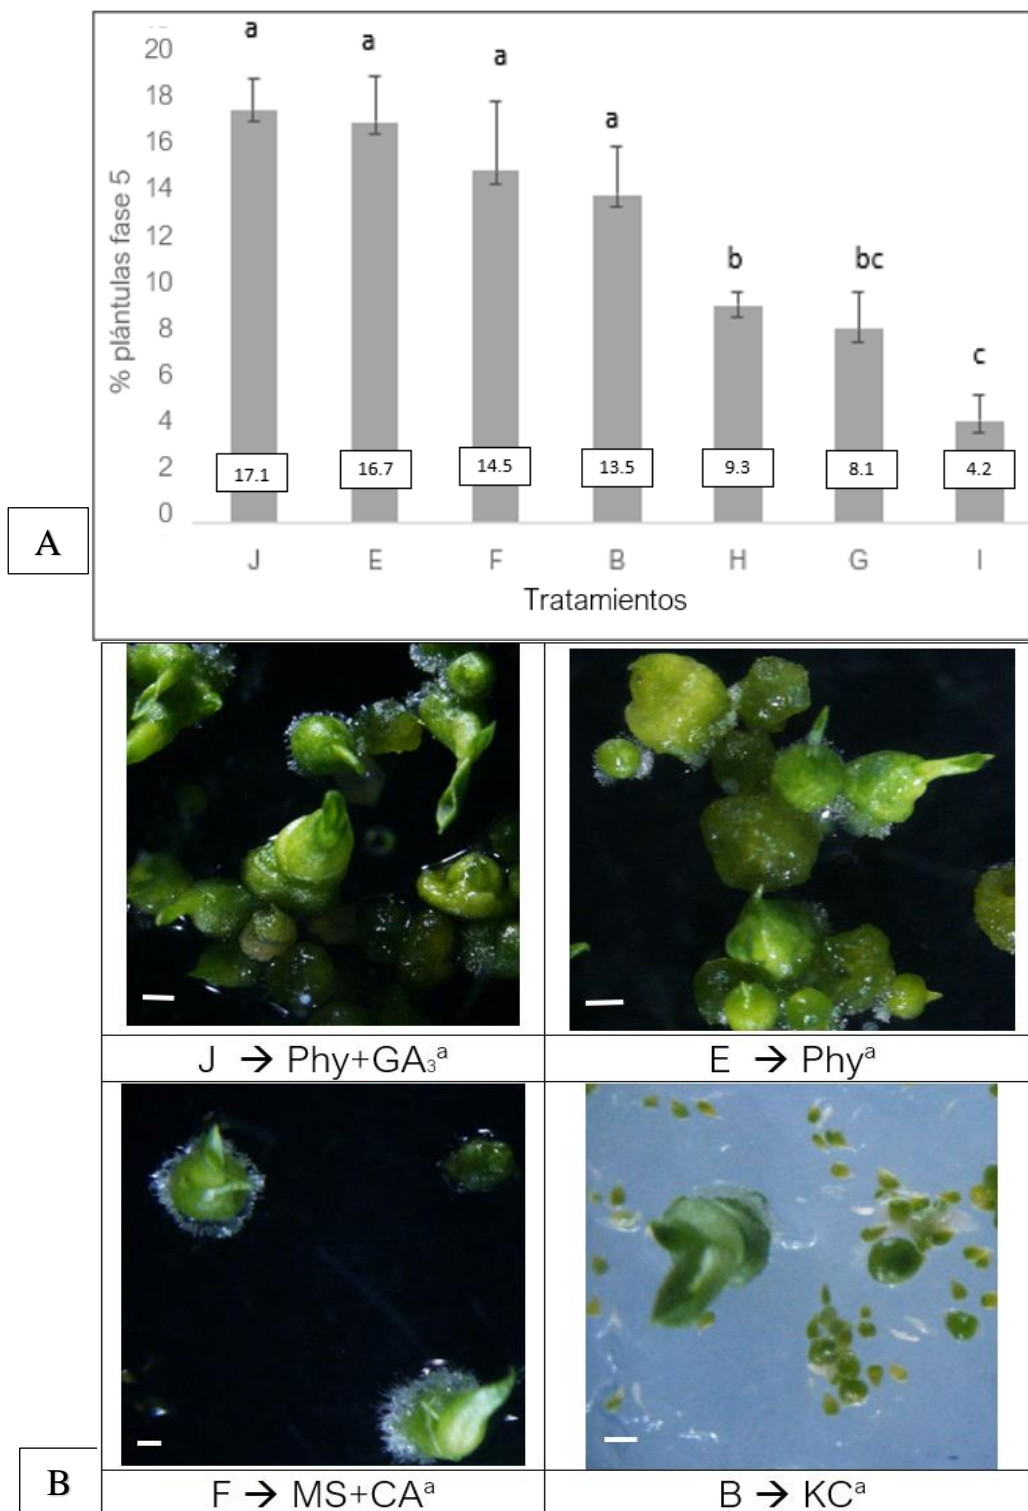 a a a a b bc c
20
18
16
14
12
10
8
6
4
2
0
% plántulas fase 5
17.1 16.7 14.5 13.5 9.3 8.1 4.2
J E F B H G I
Tratamientos
A
J → Phy+GA₃ᵃ
E → Phyᵃ
F → MS+CAᵃ
B → KCᵃ
B